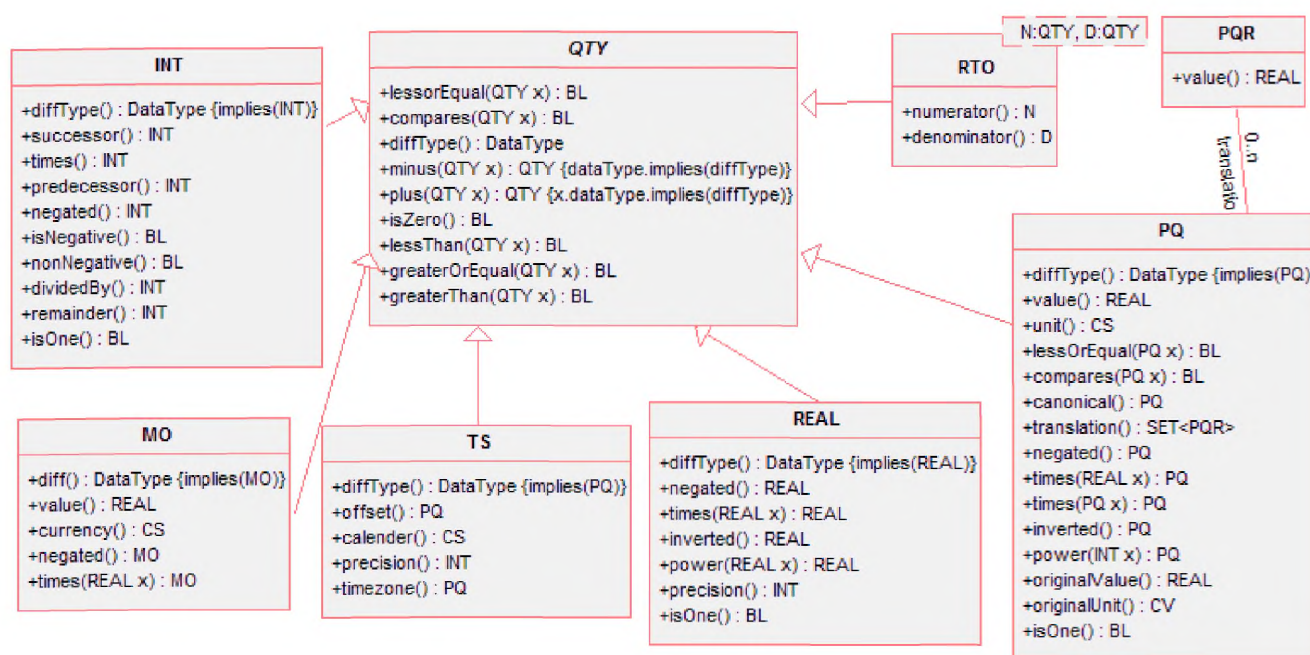 INT
+diffType() : DataType {implies(INT)}
+successor() : INT
+times() : INT
+predecessor() : INT
+negated() : INT
+isNegative() : BL
+nonNegative() : BL
+dividedBy() : INT
+remainder() : INT
+isOne() : BL
QTY
+lessorEqual(QTY x) : BL
+compares(QTY x) : BL
+diffType() : DataType
+minus(QTY x) : QTY {dataType.implies(diffType)}
+plus(QTY x) : QTY {x.dataType.implies(diffType)}
+isZero() : BL
+lessThan(QTY x) : BL
+greaterOrEqual(QTY x) : BL
+greaterThan(QTY x) : BL
N:QTY, D:QTY
RTO
+numerator() : N
+denominator() : D
PQR
+value() : REAL
0..n
translatio
PQ
+diffType() : DataType {implies(PQ)
+value() : REAL
+unit() : CS
+lessOrEqual(PQ x) : BL
+compares(PQ x) : BL
+canonical() : PQ
+translation() : SET<PQR>
+negated() : PQ
+times(REAL x) : PQ
+times(PQ x) : PQ
+inverted() : PQ
+power(INT x) : PQ
+originalValue() : REAL
+originalUnit() : CV
+isOne() : BL
MO
+diff() : DataType {implies(MO)}
+value() : REAL
+currency() : CS
+negated() : MO
+times(REAL x) : MO
TS
+diffType() : DataType {implies(PQ)}
+offset() : PQ
+calender() : CS
+precision() : INT
+timezone() : PQ
REAL
+diffType() : DataType {implies(REAL)}
+negated() : REAL
+times(REAL x) : REAL
+inverted() : REAL
+power(REAL x) : REAL
+precision() : INT
+isOne() : BL